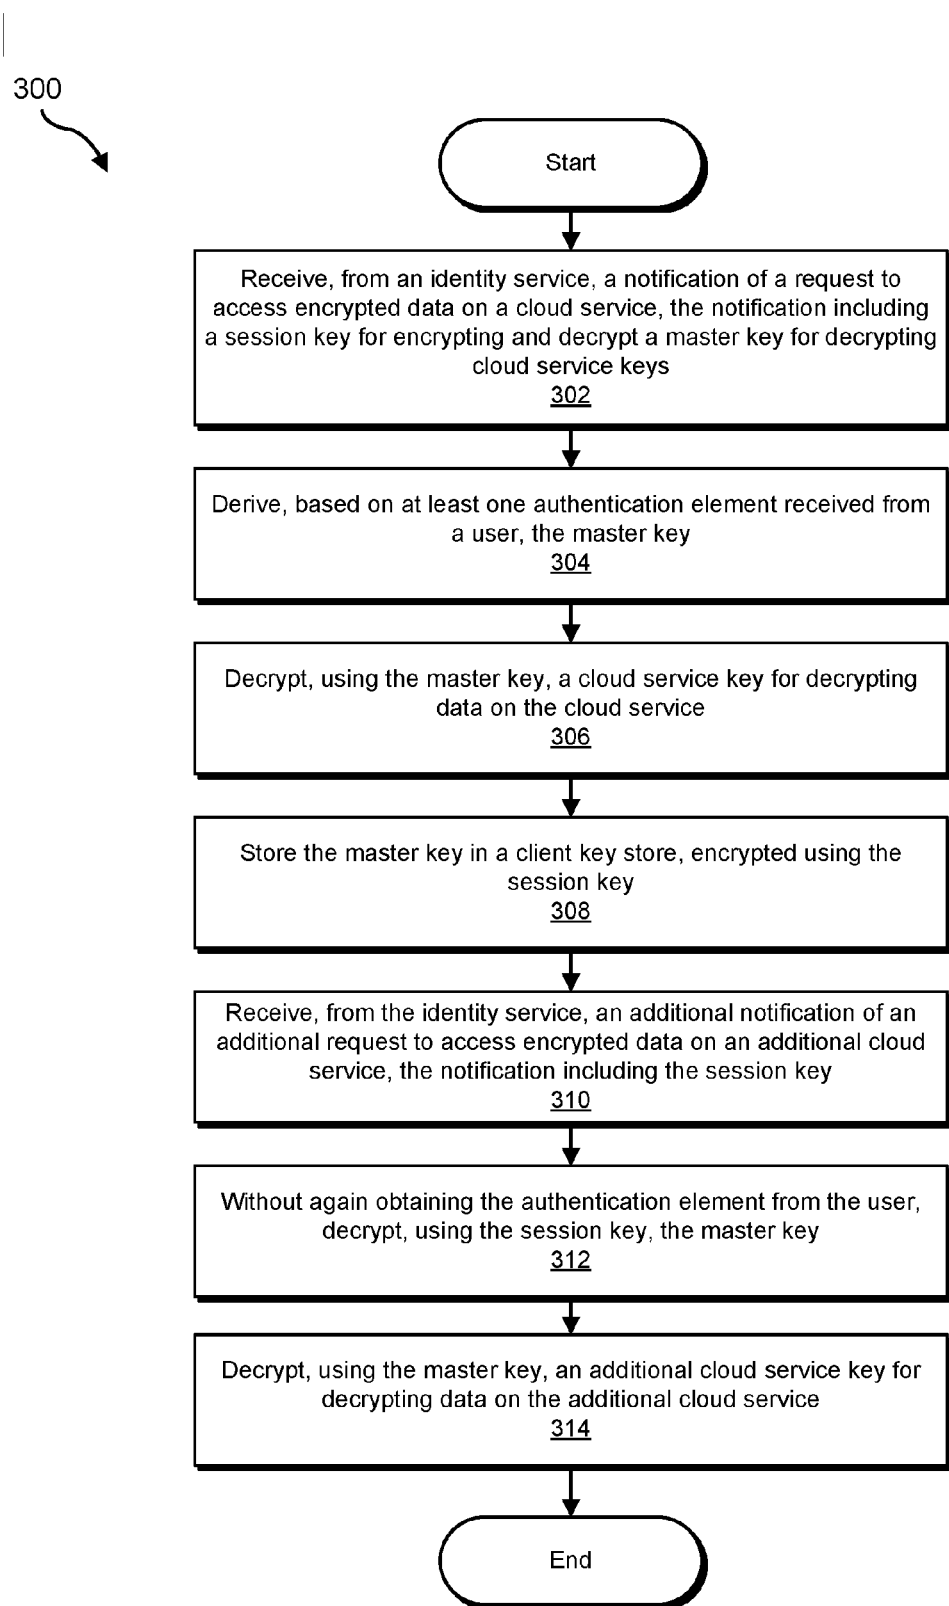 300
Start
Receive, from an identity service, a notification of a request to
access encrypted data on a cloud service, the notification including
a session key for encrypting and decrypt a master key for decrypting
cloud service keys
302
Derive, based on at least one authentication element received from
a user, the master key
304
Decrypt, using the master key, a cloud service key for decrypting
data on the cloud service
306
Store the master key in a client key store, encrypted using the
session key
308
Receive, from the identity service, an additional notification of an
additional request to access encrypted data on an additional cloud
service, the notification including the session key
310
Without again obtaining the authentication element from the user,
decrypt, using the session key, the master key
312
Decrypt, using the master key, an additional cloud service key for
decrypting data on the additional cloud service
314
End